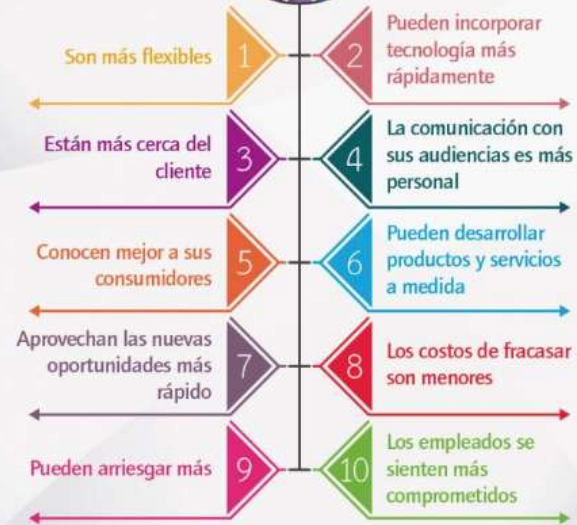 Son más flexibles
1
2
Pueden incorporar
tecnología más
rápidamente
Están más cerca del
cliente
3
4
La comunicación con
sus audiencias es más
personal
Conocen mejor a sus
consumidores
5
6
Pueden desarrollar
productos y servicios
a medida
Aprovechan las nuevas
oportunidades más
rápido
7
8
Los costos de fracasar
son menores
Pueden arriesgar más
9
10
Los empleados se
sienten más
comprometidos